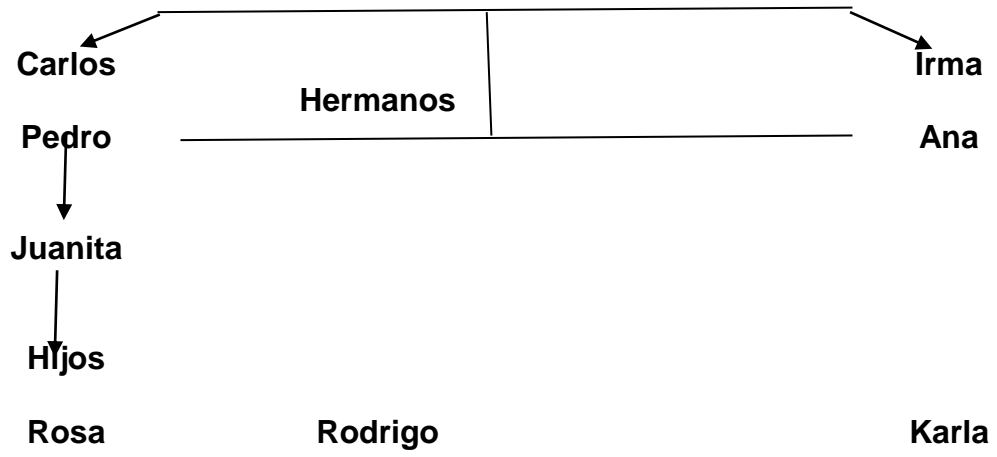 Carlos Irma
Hermanos
Pedro Ana
Juanita
Hijos
Rosa Rodrigo Karla